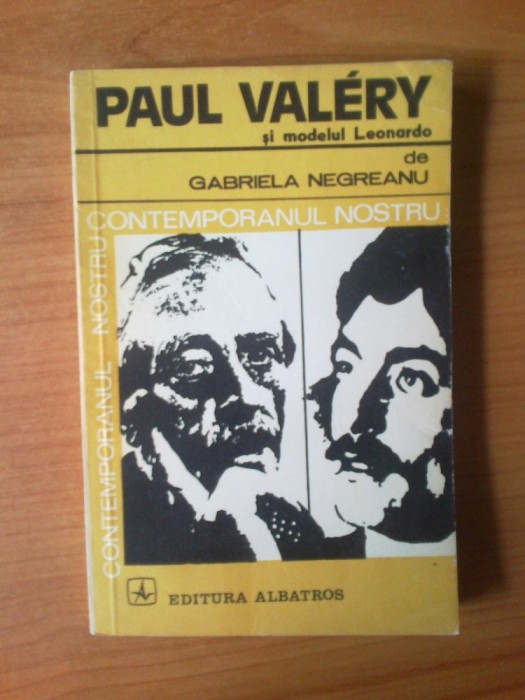 PAUL VALÉRY
și modelul Leonardo
de
GABRIELA NEGREANU
CONTEMPORANUL NOSTRU
CONTEMPORANUL NOSTRU
EDITURA ALBATROS